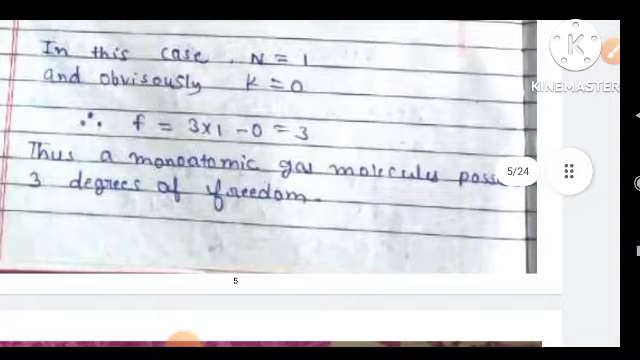 In this case, N = 1
and obvisously K = 0
∴ f = 3x1 - 0 = 3
Thus a monoatomic gas molecules
3 degrees of freedom.
5/24
KINEMASTER
5